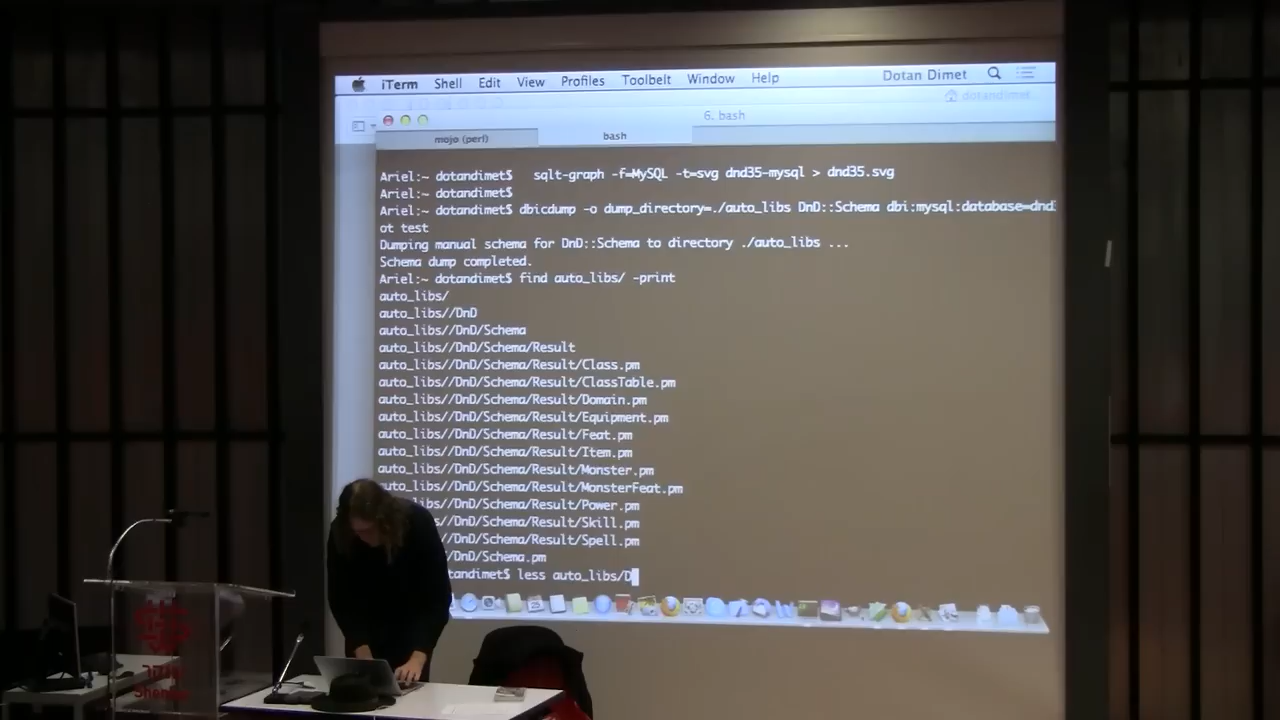 iTerm Shell Edit View Profiles Toolbelt Window Help Dotan Dimet
dotandimet
6. bash
mojo (perl) bash
Ariel:~ dotandimet$ sqlt-graph -f=MySQL -t=svg dnd35-mysql > dnd35.svg
Ariel:~ dotandimet$
Ariel:~ dotandimet$ dbicdump -o dump_directory=./auto_libs DnD::Schema dbi:mysql:database=dnd3
ot test
Dumping manual schema for DnD::Schema to directory ./auto_libs ...
Schema dump completed.
Ariel:~ dotandimet$ find auto_libs/ -print
auto_libs/
auto_libs//DnD
auto_libs//DnD/Schema
auto_libs//DnD/Schema/Result
auto_libs//DnD/Schema/Result/Class.pm
auto_libs//DnD/Schema/Result/ClassTable.pm
auto_libs//DnD/Schema/Result/Domain.pm
auto_libs//DnD/Schema/Result/Equipment.pm
auto_libs//DnD/Schema/Result/Feat.pm
auto_libs//DnD/Schema/Result/Item.pm
auto_libs//DnD/Schema/Result/Monster.pm
auto_libs//DnD/Schema/Result/MonsterFeat.pm
/DnD/Schema/Result/Power.pm
/DnD/Schema/Result/Skill.pm
/DnD/Schema/Result/Spell.pm
/DnD/Schema.pm
tandimet$ less auto_libs/D
שנקר